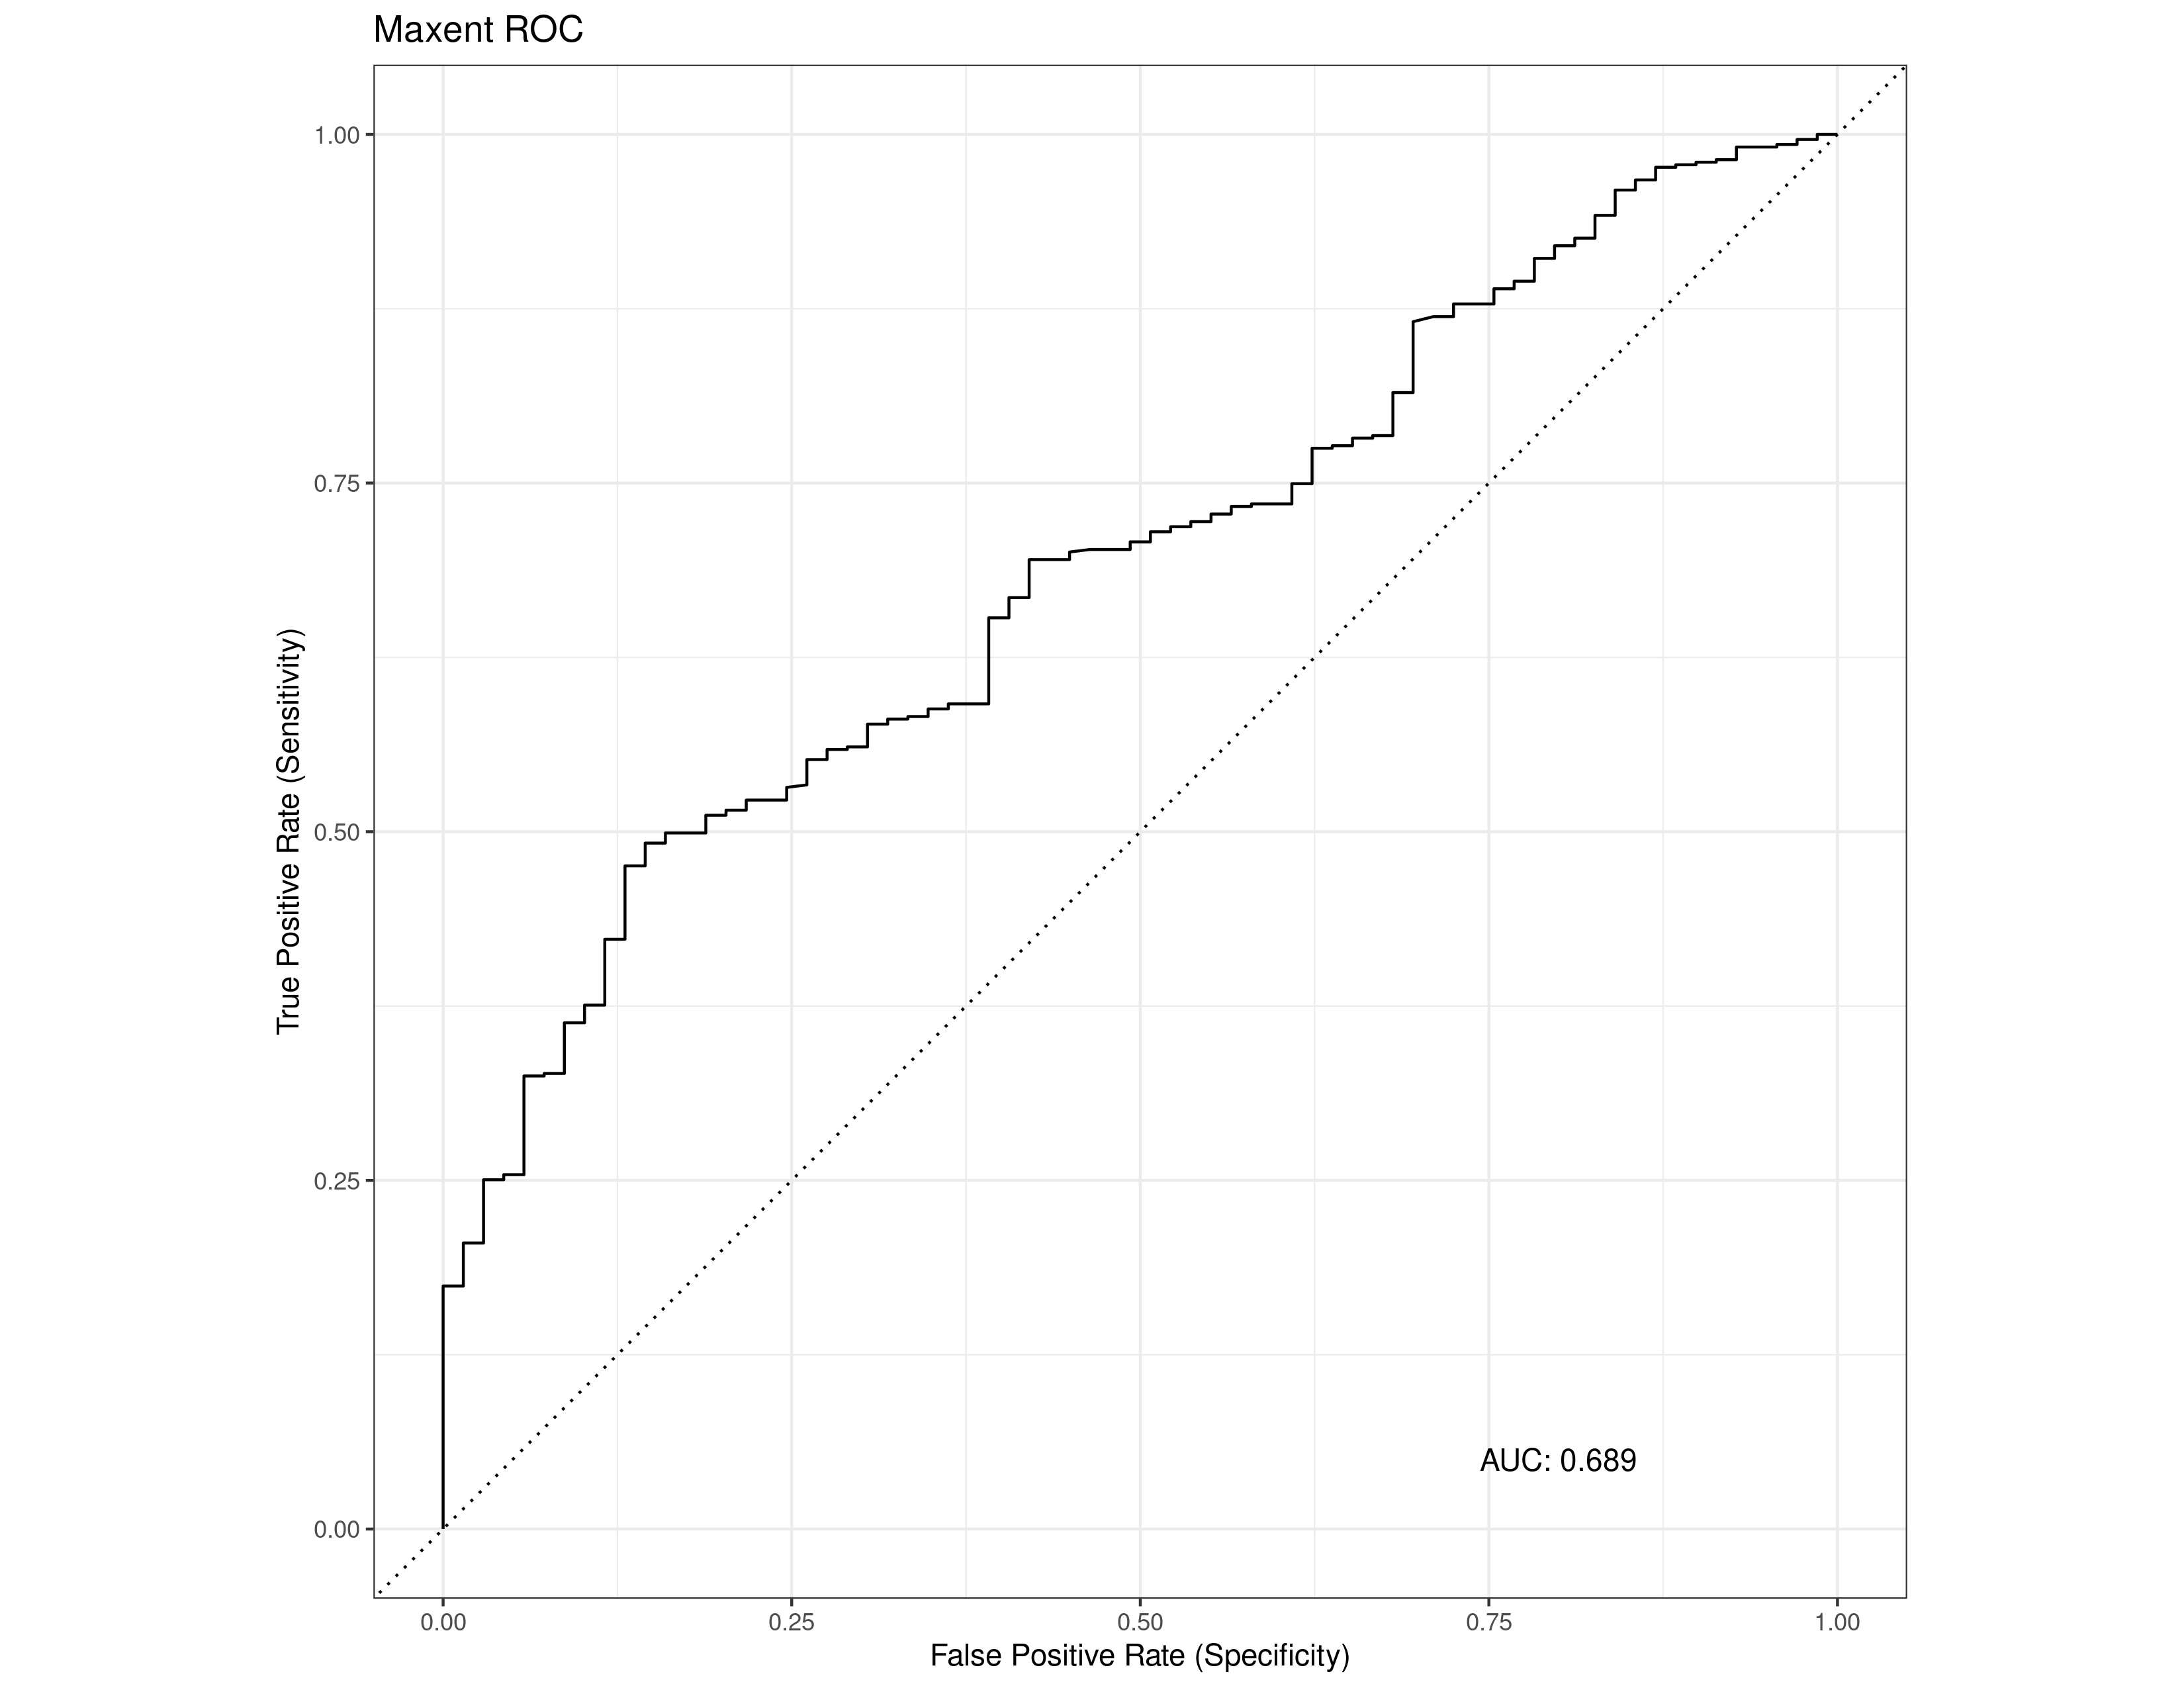 Maxent ROC
1.00
0.75
0.50
0.25
0.00
True Positive Rate (Sensitivity)
AUC: 0.689
0.00
0.25
0.50
0.75
1.00
False Positive Rate (Specificity)